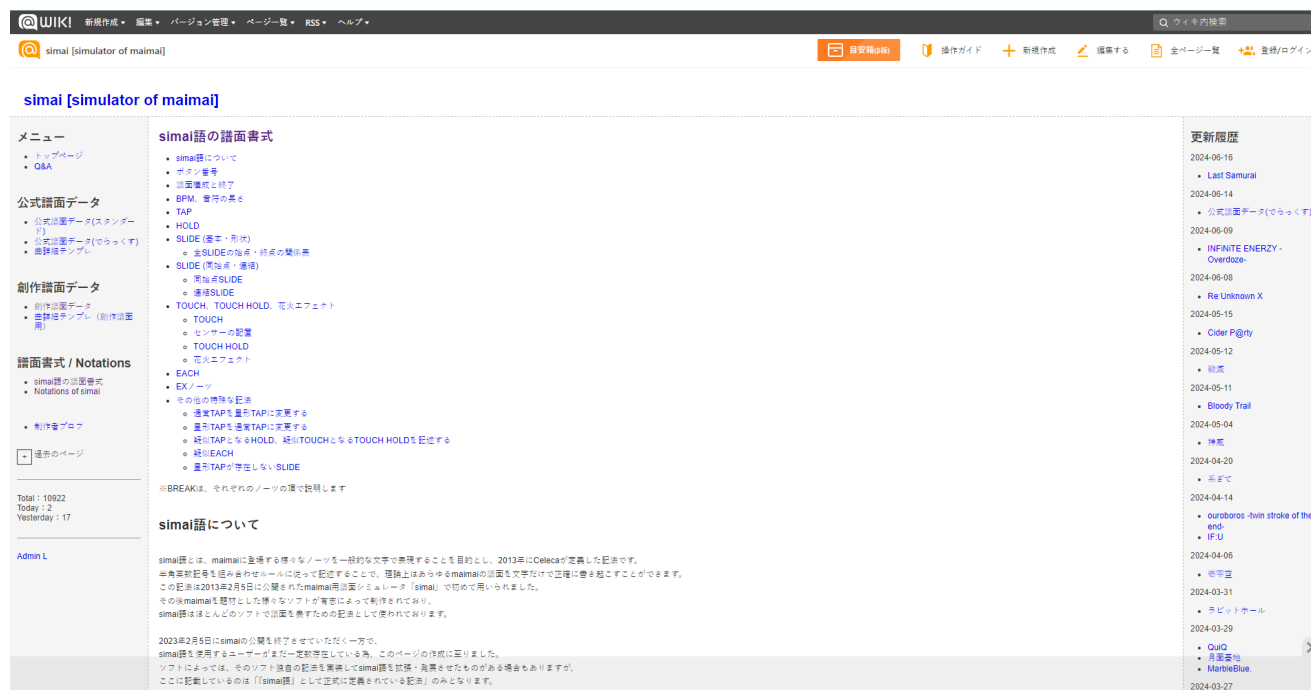 @WIKI 新規作成 編集 バージョン管理 ページ一覧 RSS ヘルプ ウィキ内検索
simai [simulator of maimai] 目安箱(β版) 操作ガイド 新規作成 編集する 全ページ一覧 登録/ログイン
simai [simulator of maimai]
メニュー
トップページ
Q&A
公式譜面データ
公式譜面データ(スタンダー
ド)
公式譜面データ(でらっくす)
曲詳細テンプレ
創作譜面データ
創作譜面データ
曲詳細テンプレ（創作譜面
用）
譜面書式 / Notations
simai語の譜面書式
Notations of simai
制作者プロフ
+ 過去のページ
Total：10922
Today：2
Yesterday：17
Admin L
simai語の譜面書式
simai語について
ボタン番号
譜面構成と終了
BPM、音符の長さ
TAP
HOLD
SLIDE (基本・形状)
全SLIDEの始点・終点の関係表
SLIDE (同始点・連結)
同始点SLIDE
連結SLIDE
TOUCH、TOUCH HOLD、花火エフェクト
TOUCH
センサーの配置
TOUCH HOLD
花火エフェクト
EACH
EXノーツ
その他の特殊な記法
通常TAPを星形TAPに変更する
星形TAPを通常TAPに変更する
疑似TAPとなるHOLD、疑似TOUCHとなるTOUCH HOLDを記述する
疑似EACH
星形TAPが存在しないSLIDE
※BREAKは、それぞれのノーツの項で説明します
simai語について
simai語とは、maimaiに登場する様々なノーツを一般的な文字で表現することを目的とし、2013年にCelecaが定義した記法です。
半角英数記号を組み合わせルールに従って記述することで、理論上はあらゆるmaimaiの譜面を文字だけで正確に書き起こすことができます。
この記法は2013年2月5日に公開されたmaimai用譜面シミュレータ「simai」で初めて用いられました。
その後maimaiを題材とした様々なソフトが有志によって制作されており、
simai語はほとんどのソフトで譜面を表すための記法として使われております。
2023年2月5日にsimaiの公開を終了させていただく一方で、
simai語を使用するユーザーがまだ一定数存在している為、このページの作成に至りました。
ソフトによっては、そのソフト独自の記法を実装してsimai語を拡張・発展させたものがある場合もありますが、
ここに記載しているのは「『simai語』として正式に定義されている記法」のみとなります。
更新履歴
2024-06-16
Last Samurai
2024-06-14
公式譜面データ(でらっくす)
2024-06-09
INFiNiTE ENERZY -
Overdoze-
2024-06-08
Re:Unknown X
2024-05-15
Cider P@rty
2024-05-12
2024-05-11
Bloody Trail
2024-05-04
神威
2024-04-20
系ぎて
2024-04-14
ouroboros -twin stroke of the
end-
IF:U
2024-04-06
壱雫空
2024-03-31
ラビットホール
2024-03-29
QuiQ
月面基地
MarbleBlue.
2024-03-27